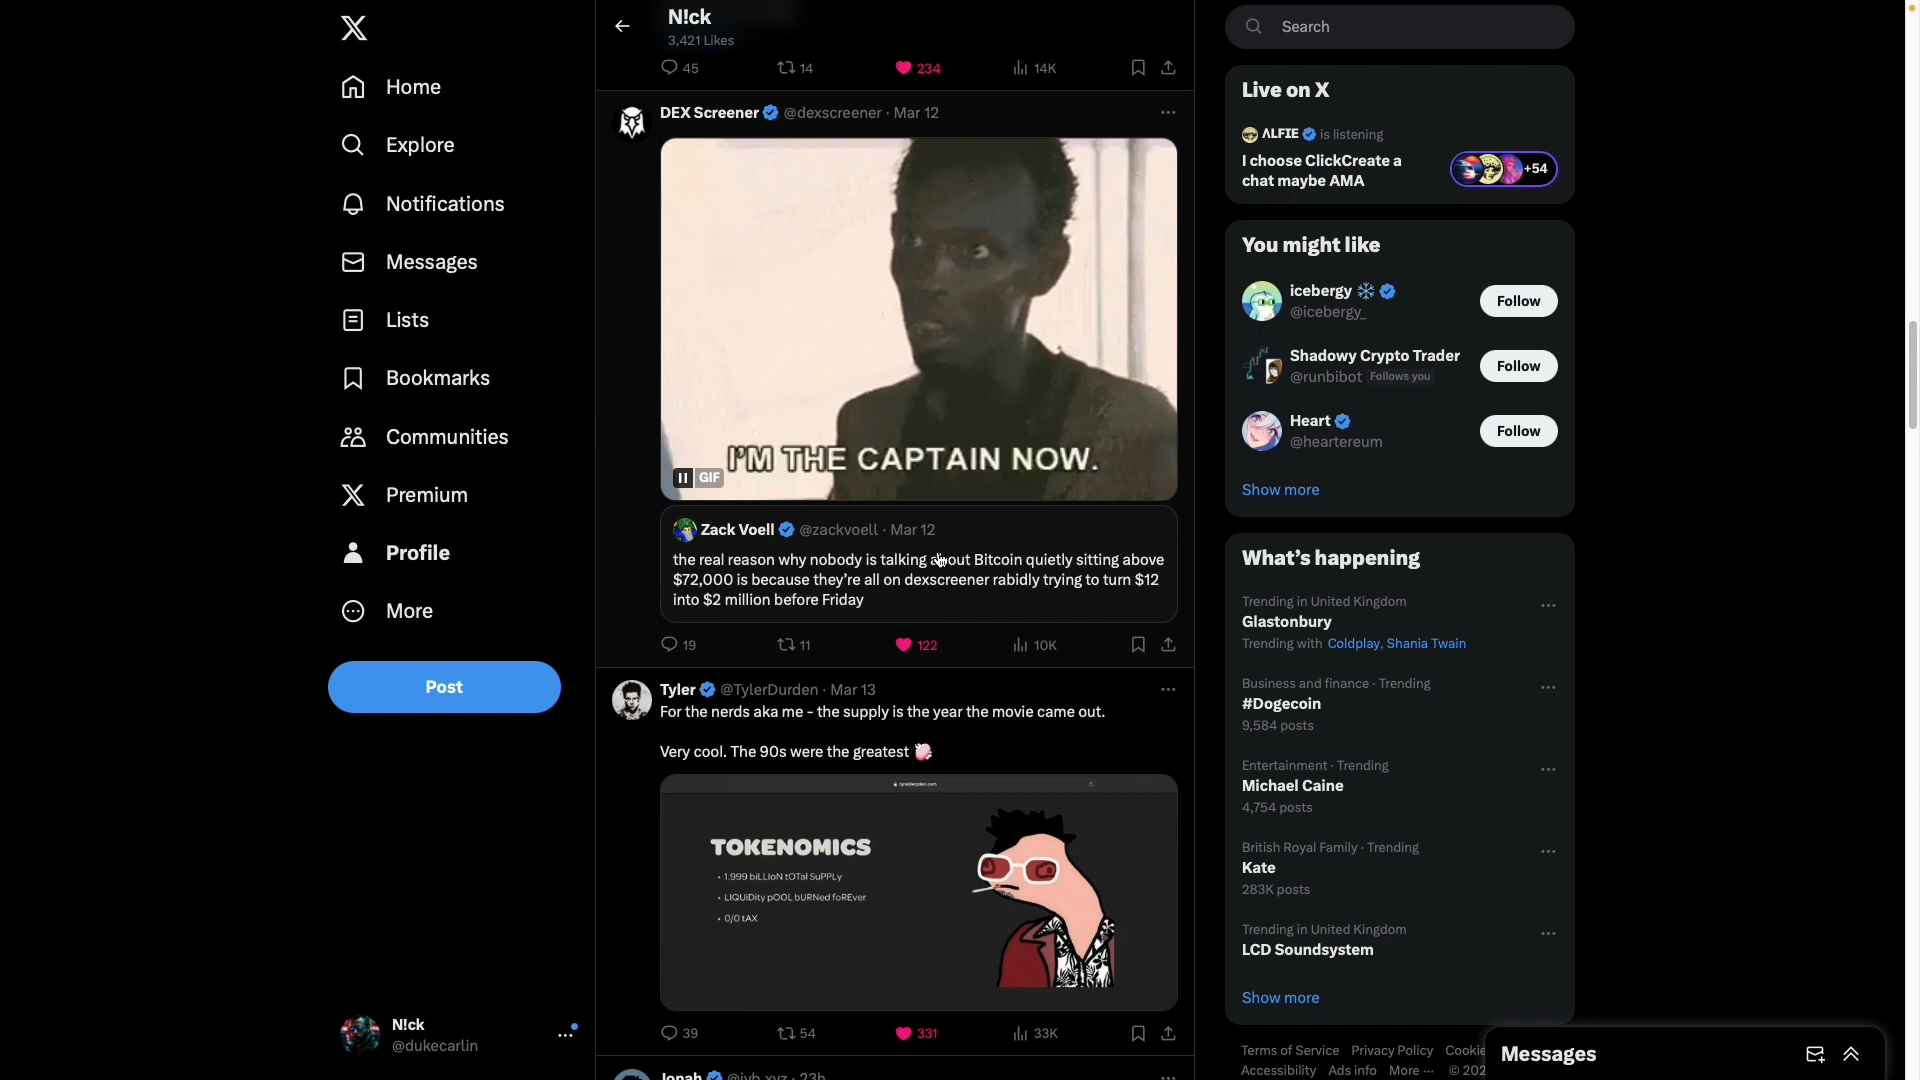 Home
Explore
Notifications
Messages
Lists
Bookmarks
Communities
Premium
Profile
More
Post
N!ck
@dukecarlin
N!ck
3,421 Likes
45 14 234 14K
DEX Screener @dexscreener · Mar 12
I'M THE CAPTAIN NOW.
GIF
Zack Voell @zackvoell · Mar 12
the real reason why nobody is talking about Bitcoin quietly sitting above
$72,000 is because they're all on dexscreener rabidly trying to turn $12
into $2 million before Friday
19 11 122 10K
Tyler @TylerDurden · Mar 13
For the nerds aka me - the supply is the year the movie came out.
Very cool. The 90s were the greatest
TOKENOMICS
• 1.999 biLLIoN tOTal SuPPLy
• LIQUiDity pOOL bURNed foREver
• 0/0 tAX
39 54 331 33K
Jonah · 23h
Search
Live on X
ΛLFIE is listening
I choose ClickCreate a
chat maybe AMA
+54
You might like
icebergy
@icebergy_
Follow
Shadowy Crypto Trader
@runbibot Follows you
Follow
Heart
@heartereum
Follow
Show more
What's happening
Trending in United Kingdom
Glastonbury
Trending with Coldplay, Shania Twain
Business and finance · Trending
#Dogecoin
9,584 posts
Entertainment · Trending
Michael Caine
4,754 posts
British Royal Family · Trending
Kate
283K posts
Trending in United Kingdom
LCD Soundsystem
Show more
Terms of Service Privacy Policy Cookie
Accessibility Ads info More ··· © 202
Messages